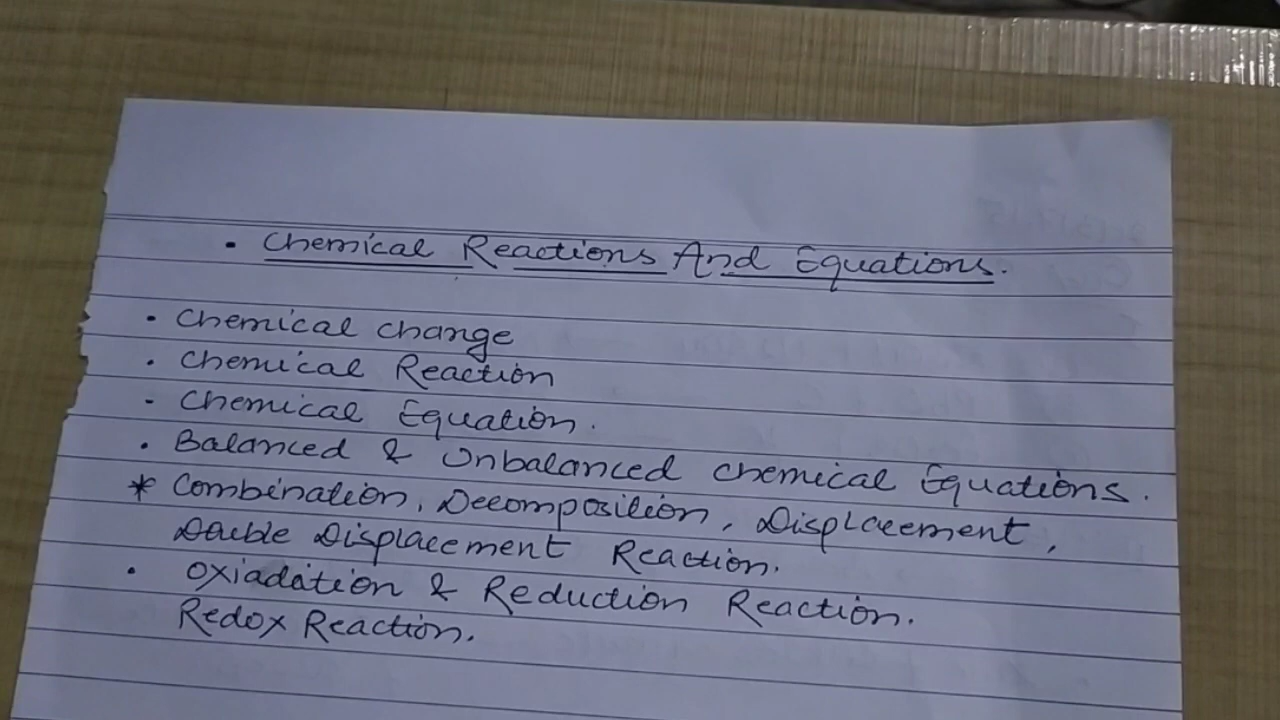 • Chemical Reactions And Equations.
• Chemical change
• Chemical Reaction
- Chemical Equation.
• Balanced & Unbalanced chemical Equations.
* Combination, Decomposition, Displacement,
Double Displacement Reaction.
• Oxiadation & Reduction Reaction.
Redox Reaction.